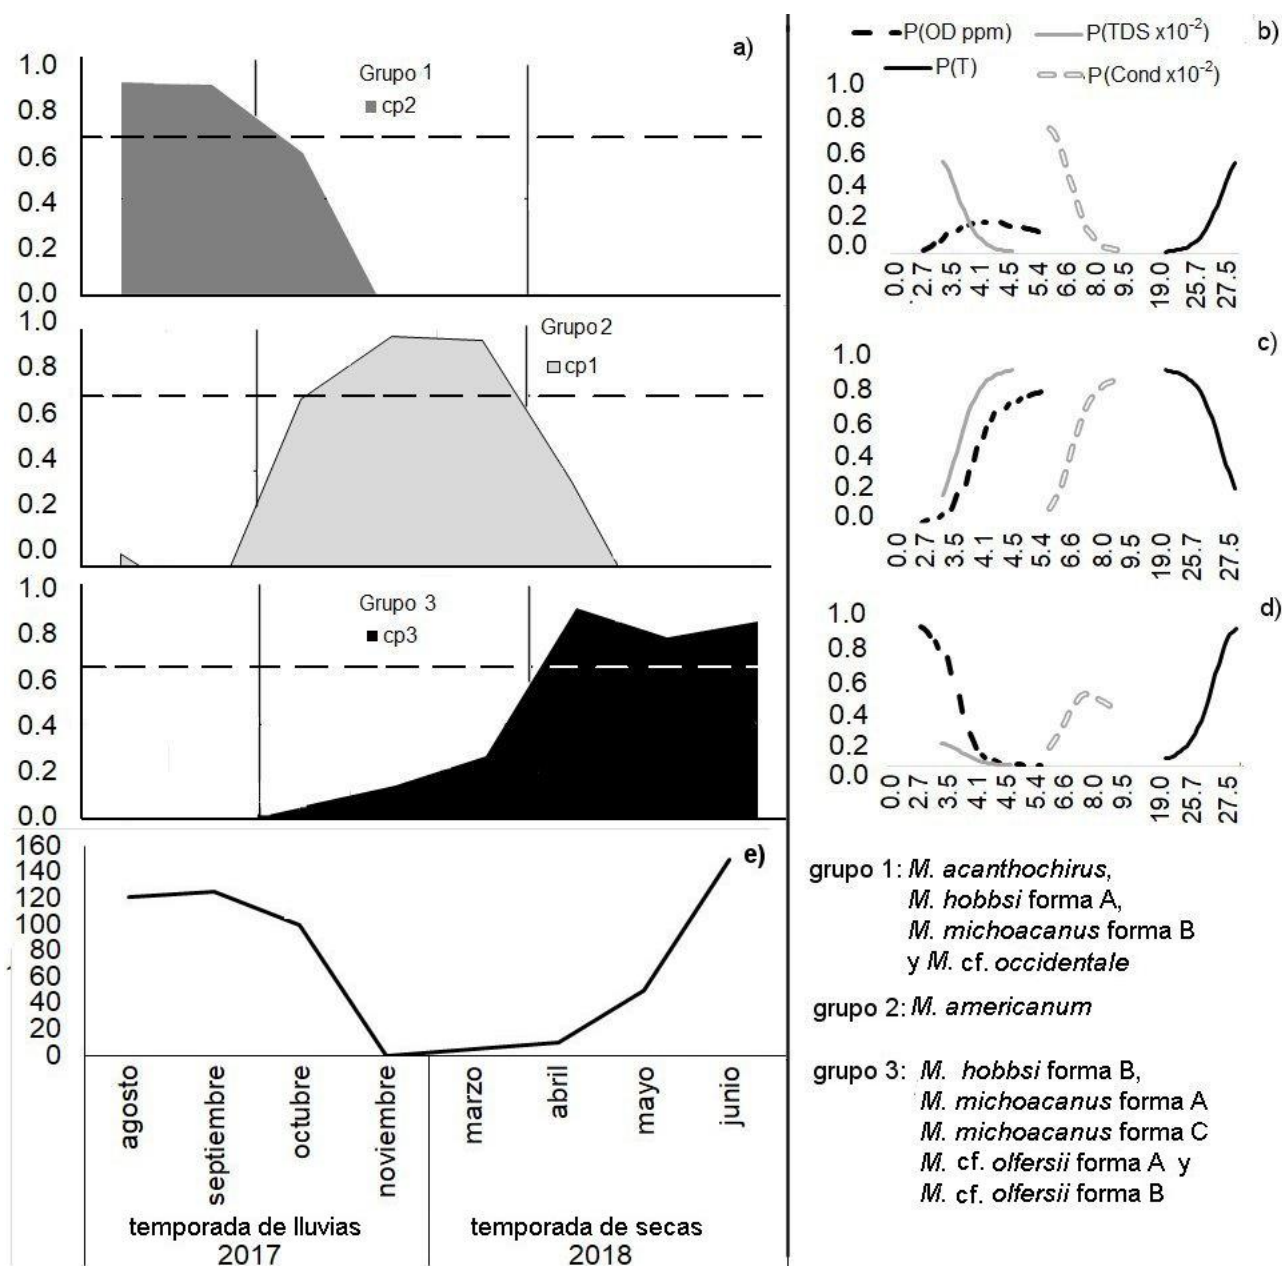 a)
1.0
0.8
0.6
0.4
0.2
0.0
Grupo 1
cp2
1.0
0.8
0.6
0.4
0.2
0.0
Grupo 2
cp1
1.0
0.8
0.6
0.4
0.2
0.0
Grupo 3
cp3
e)
160
140
120
100
80
60
40
20
0
agosto
septiembre
octubre
noviembre
marzo
abril
mayo
junio
temporada de lluvias
2017
temporada de secas
2018
b)
P(OD ppm)
P(TDS x10⁻²)
P(T)
P(Cond x10⁻²)
1.0
0.8
0.6
0.4
0.2
0.0
0.0
2.7
3.5
4.1
4.5
5.4
6.6
8.0
9.5
19.0
25.7
27.5
c)
1.0
0.8
0.6
0.4
0.2
0.0
0.0
2.7
3.5
4.1
4.5
5.4
6.6
8.0
9.5
19.0
25.7
27.5
d)
1.0
0.8
0.6
0.4
0.2
0.0
0.0
2.7
3.5
4.1
4.5
5.4
6.6
8.0
9.5
19.0
25.7
27.5
grupo 1: M. acanthochirus,
M. hobbsi forma A,
M. michoacanus forma B
y M. cf. occidentale
grupo 2: M. americanum
grupo 3: M. hobbsi forma B,
M. michoacanus forma A
M. michoacanus forma C
M. cf. olfersii forma A y
M. cf. olfersii forma B